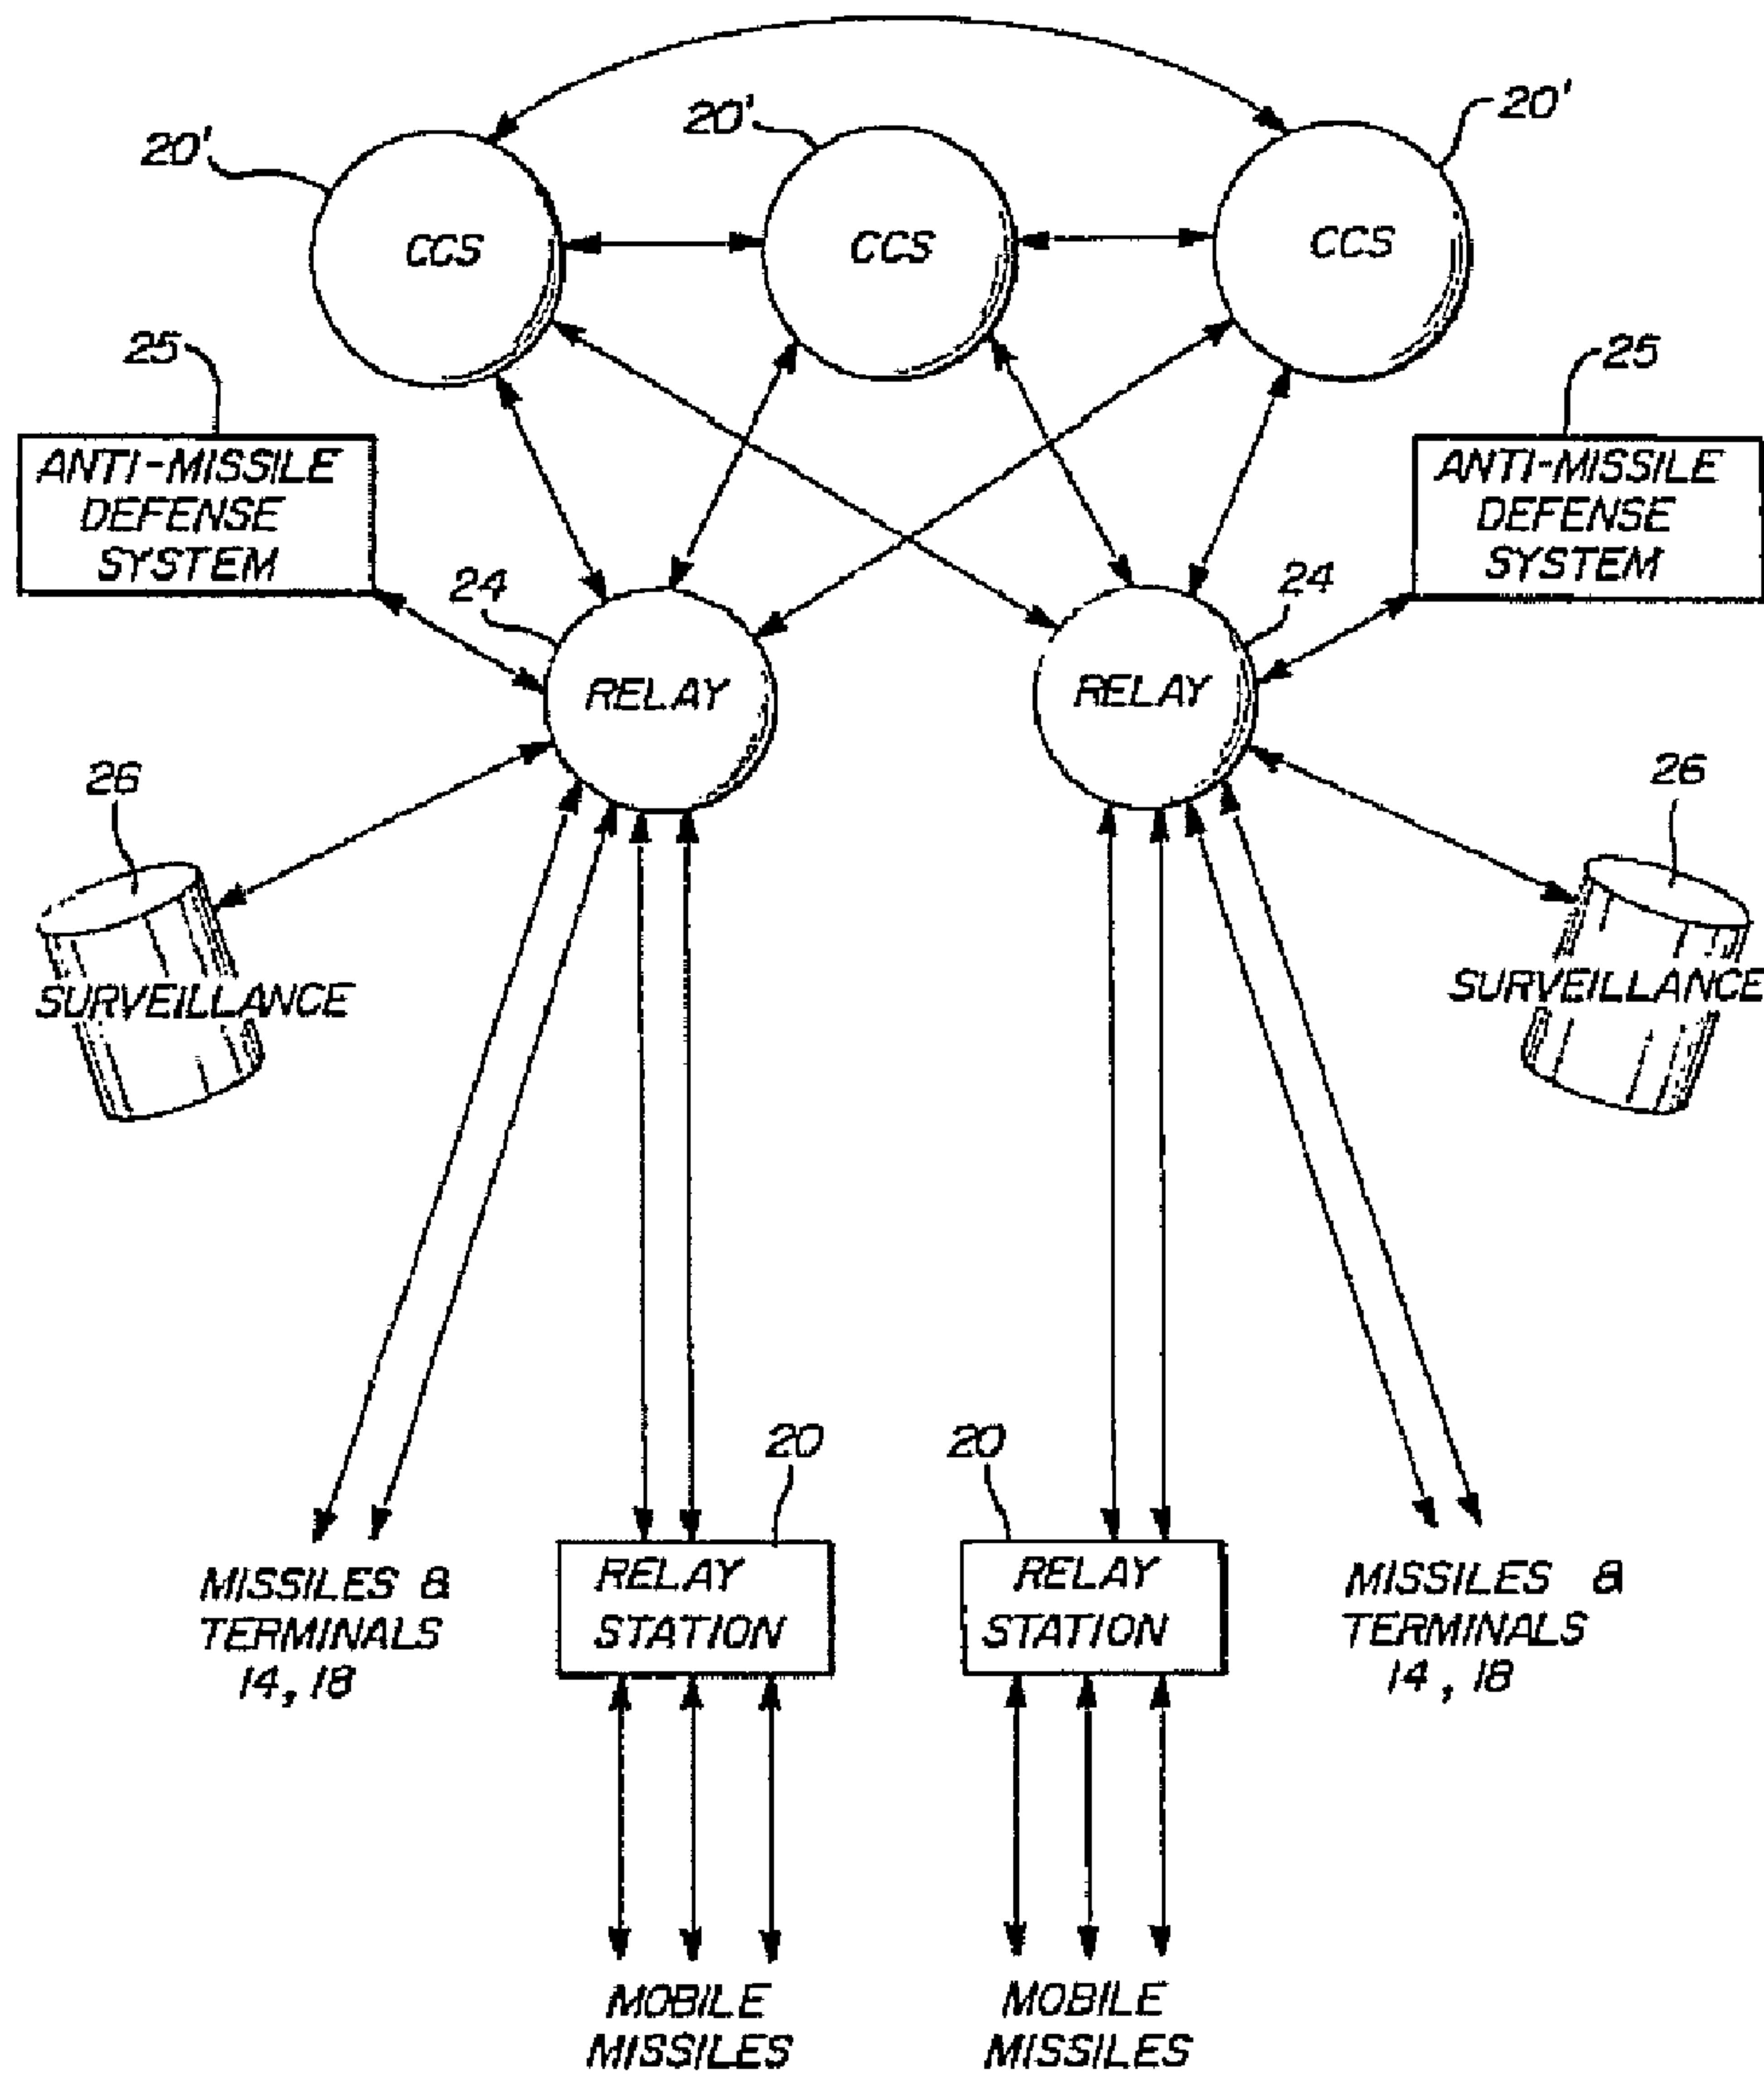 20'
20'
20'
CCS
CCS
CCS
25
25
ANTI-MISSILE
DEFENSE
SYSTEM
ANTI-MISSILE
DEFENSE
SYSTEM
24
24
RELAY
RELAY
26
26
SURVEILLANCE
SURVEILLANCE
20
20
MISSILES &
TERMINALS
14, 18
RELAY
STATION
RELAY
STATION
MISSILES &
TERMINALS
14, 18
MOBILE
MISSILES
MOBILE
MISSILES